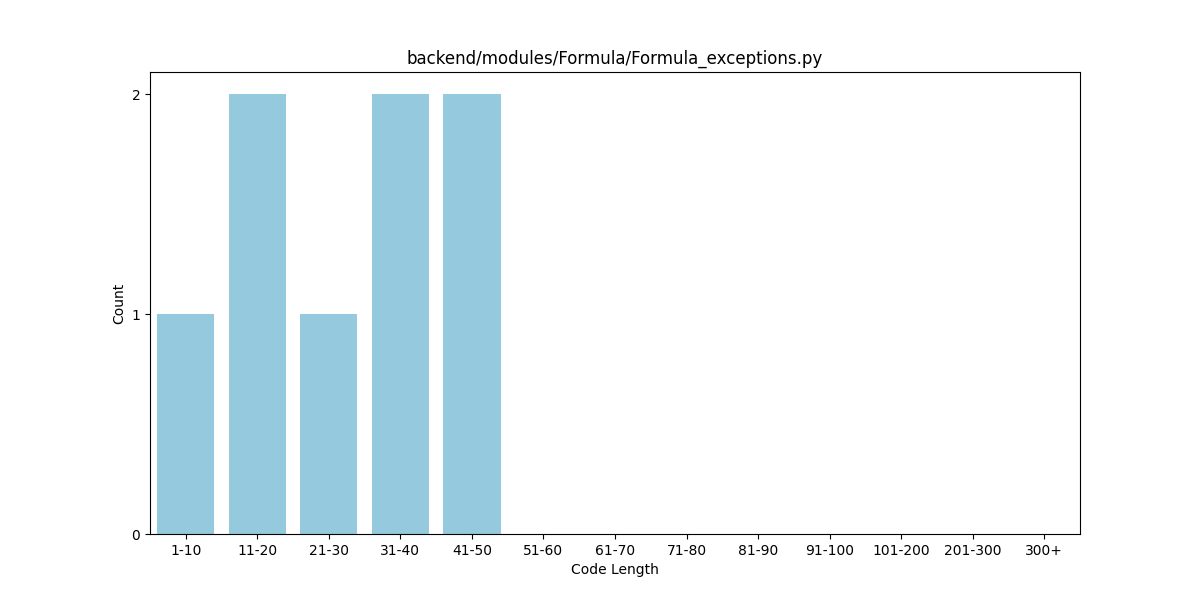 backend/modules/Formula/Formula_exceptions.py
2
1
0
Count
1-10 11-20 21-30 31-40 41-50 51-60 61-70 71-80 81-90 91-100 101-200 201-300 300+
Code Length